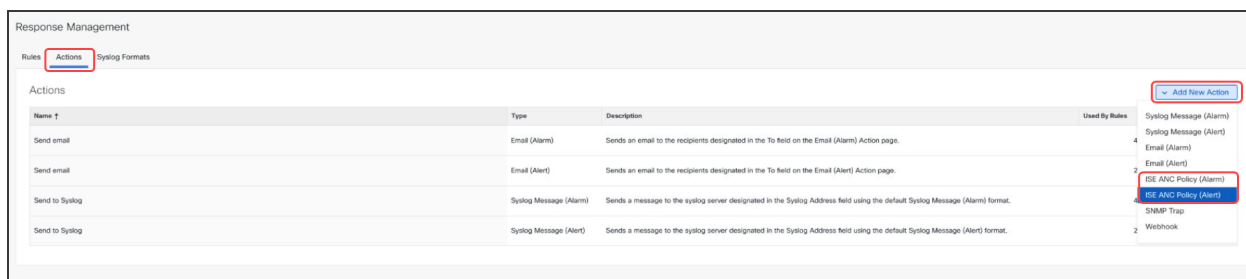 Response Management
Rules Actions Syslog Formats
Actions
Add New Action
Name ↑ Type Description Used By Rules
Send email Email (Alarm) Sends an email to the recipients designated in the To field on the Email (Alarm) Action page. 4
Send email Email (Alert) Sends an email to the recipients designated in the To field on the Email (Alert) Action page. 2
Send to Syslog Syslog Message (Alarm) Sends a message to the syslog server designated in the Syslog Address field using the default Syslog Message (Alarm) format. 4
Send to Syslog Syslog Message (Alert) Sends a message to the syslog server designated in the Syslog Address field using the default Syslog Message (Alert) format. 2
Syslog Message (Alarm)
Syslog Message (Alert)
Email (Alarm)
Email (Alert)
ISE ANC Policy (Alarm)
ISE ANC Policy (Alert)
SNMP Trap
Webhook